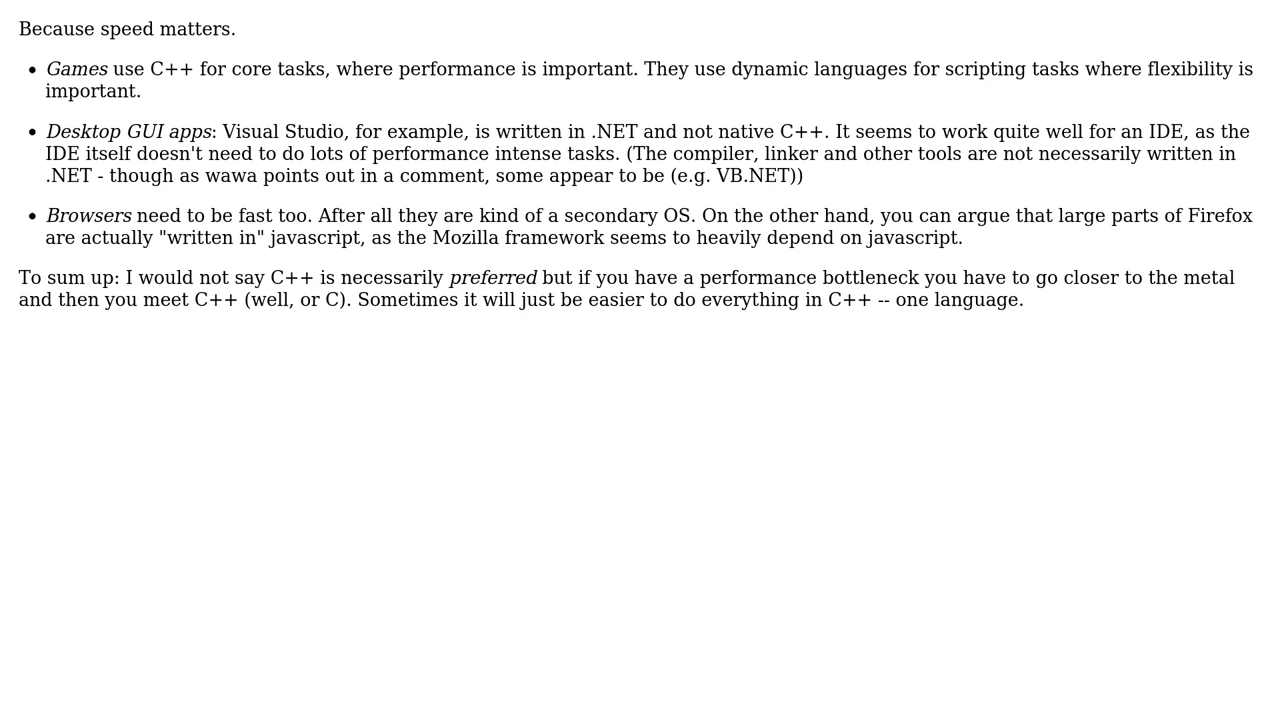 Because speed matters.
• Games use C++ for core tasks, where performance is important. They use dynamic languages for scripting tasks where flexibility is
important.
• Desktop GUI apps: Visual Studio, for example, is written in .NET and not native C++. It seems to work quite well for an IDE, as the
IDE itself doesn't need to do lots of performance intense tasks. (The compiler, linker and other tools are not necessarily written in
.NET - though as wawa points out in a comment, some appear to be (e.g. VB.NET))
• Browsers need to be fast too. After all they are kind of a secondary OS. On the other hand, you can argue that large parts of Firefox
are actually "written in" javascript, as the Mozilla framework seems to heavily depend on javascript.
To sum up: I would not say C++ is necessarily preferred but if you have a performance bottleneck you have to go closer to the metal
and then you meet C++ (well, or C). Sometimes it will just be easier to do everything in C++ -- one language.